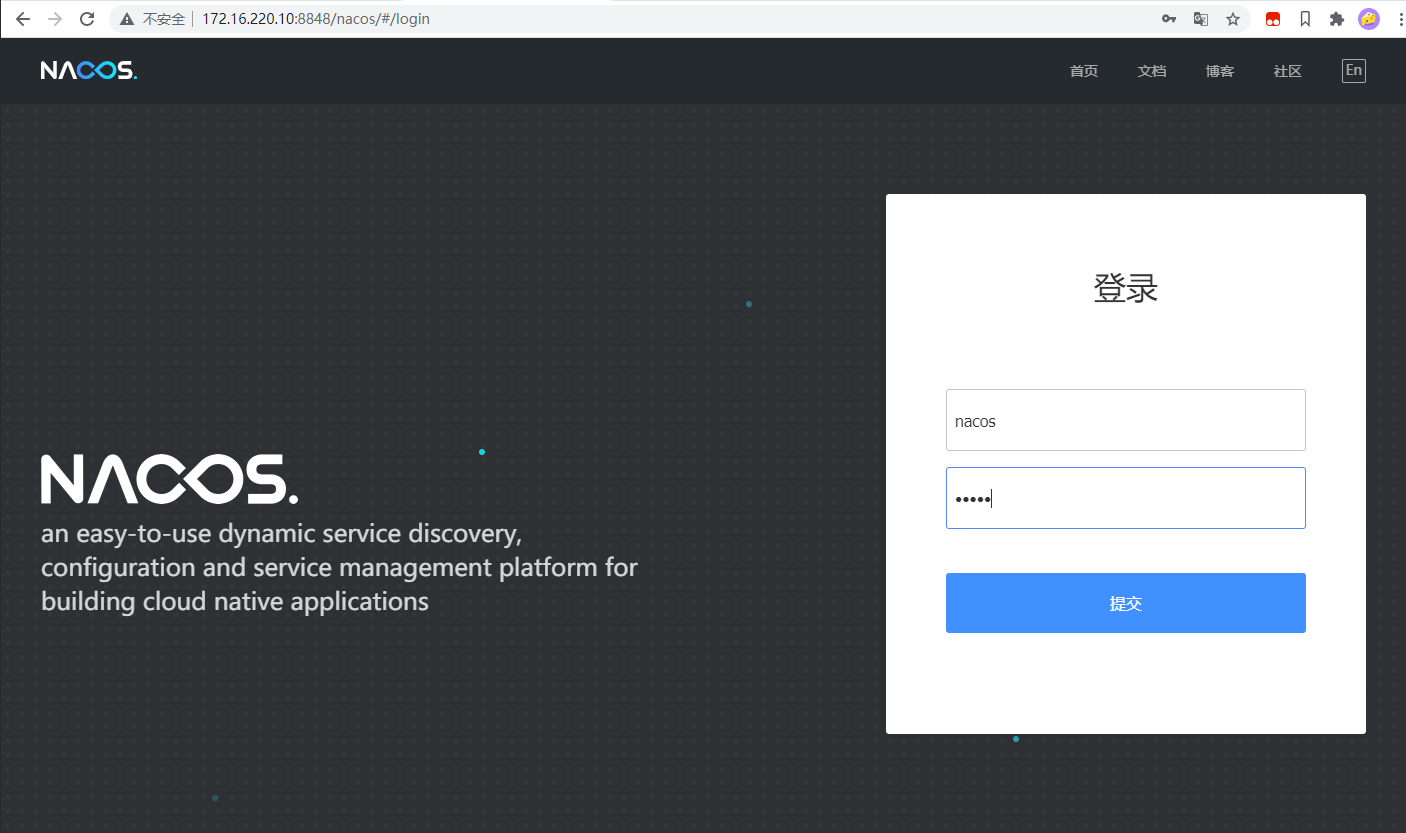 不安全 172.16.220.10:8848/nacos/#/login
NACOS.
首页 文档 博客 社区 En
登录
nacos
•••••
提交
NACOS.
an easy-to-use dynamic service discovery,
configuration and service management platform for
building cloud native applications